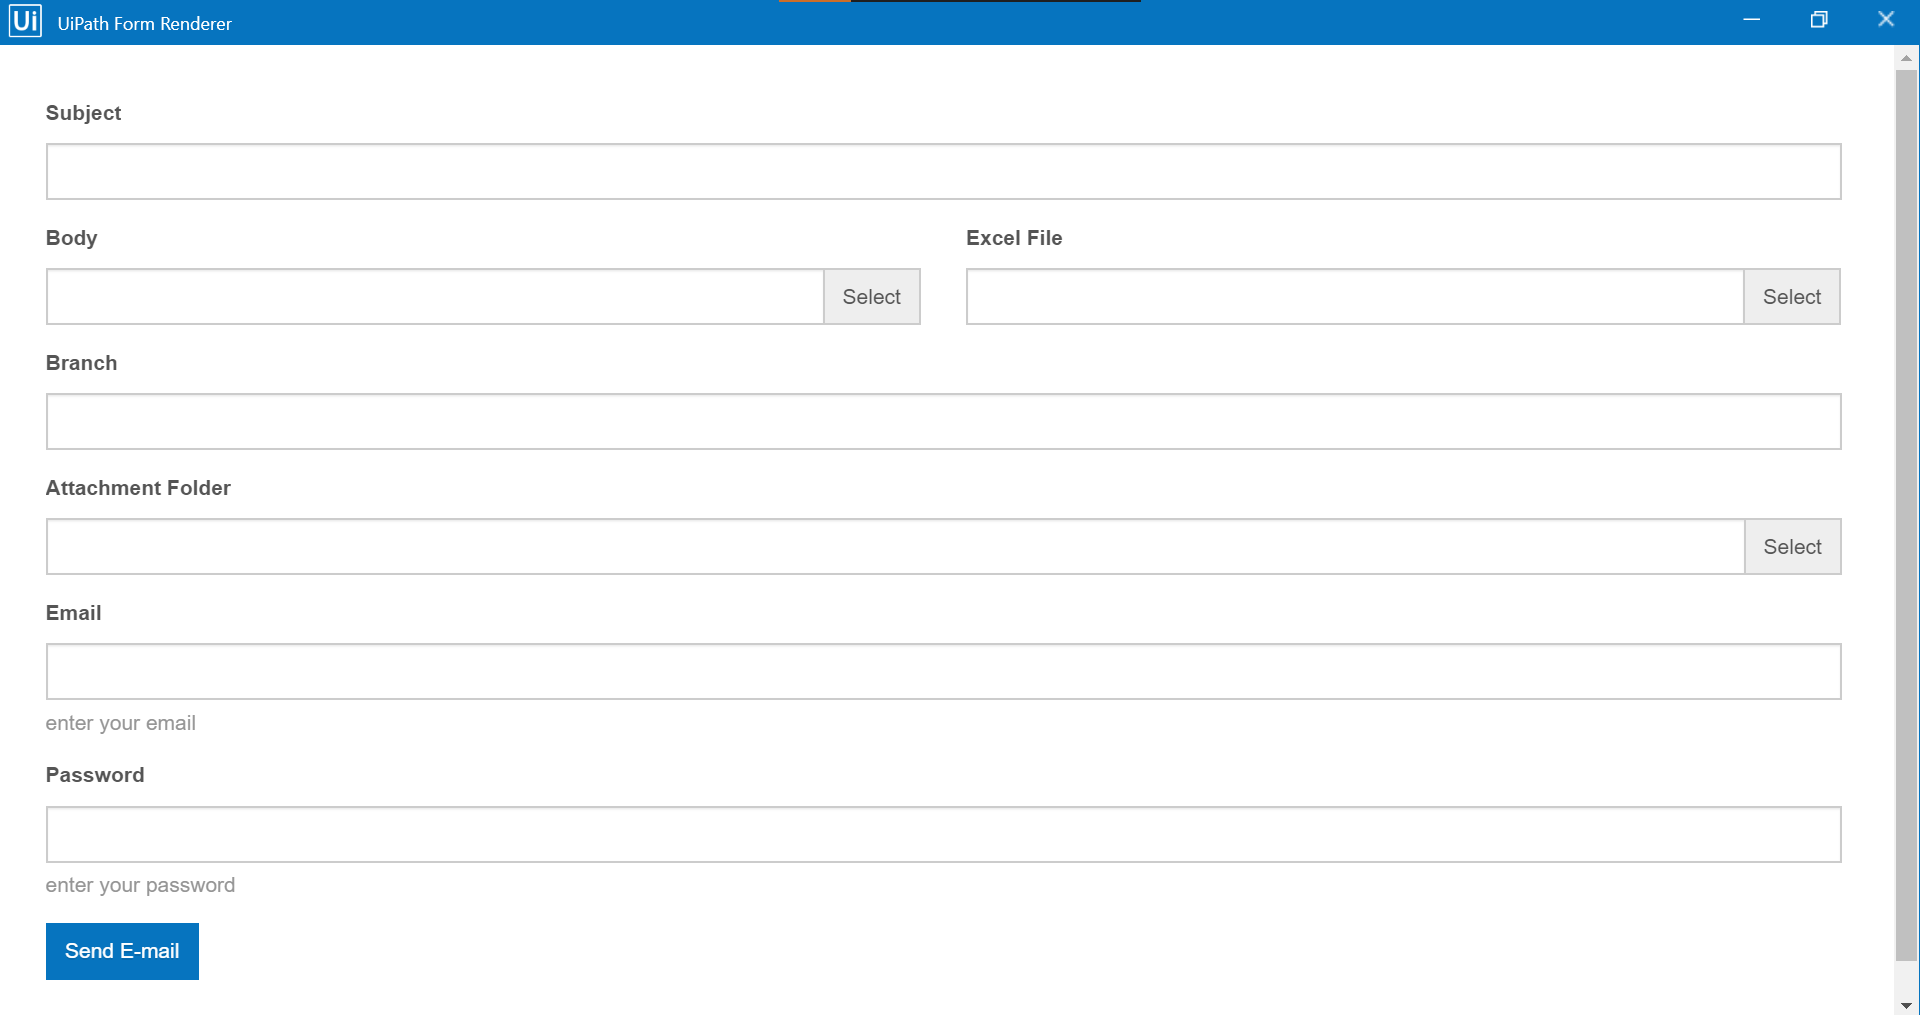 Ui UiPath Form Renderer
Subject
Body Excel File
Select Select
Branch
Attachment Folder
Select
Email
enter your email
Password
enter your password
Send E-mail